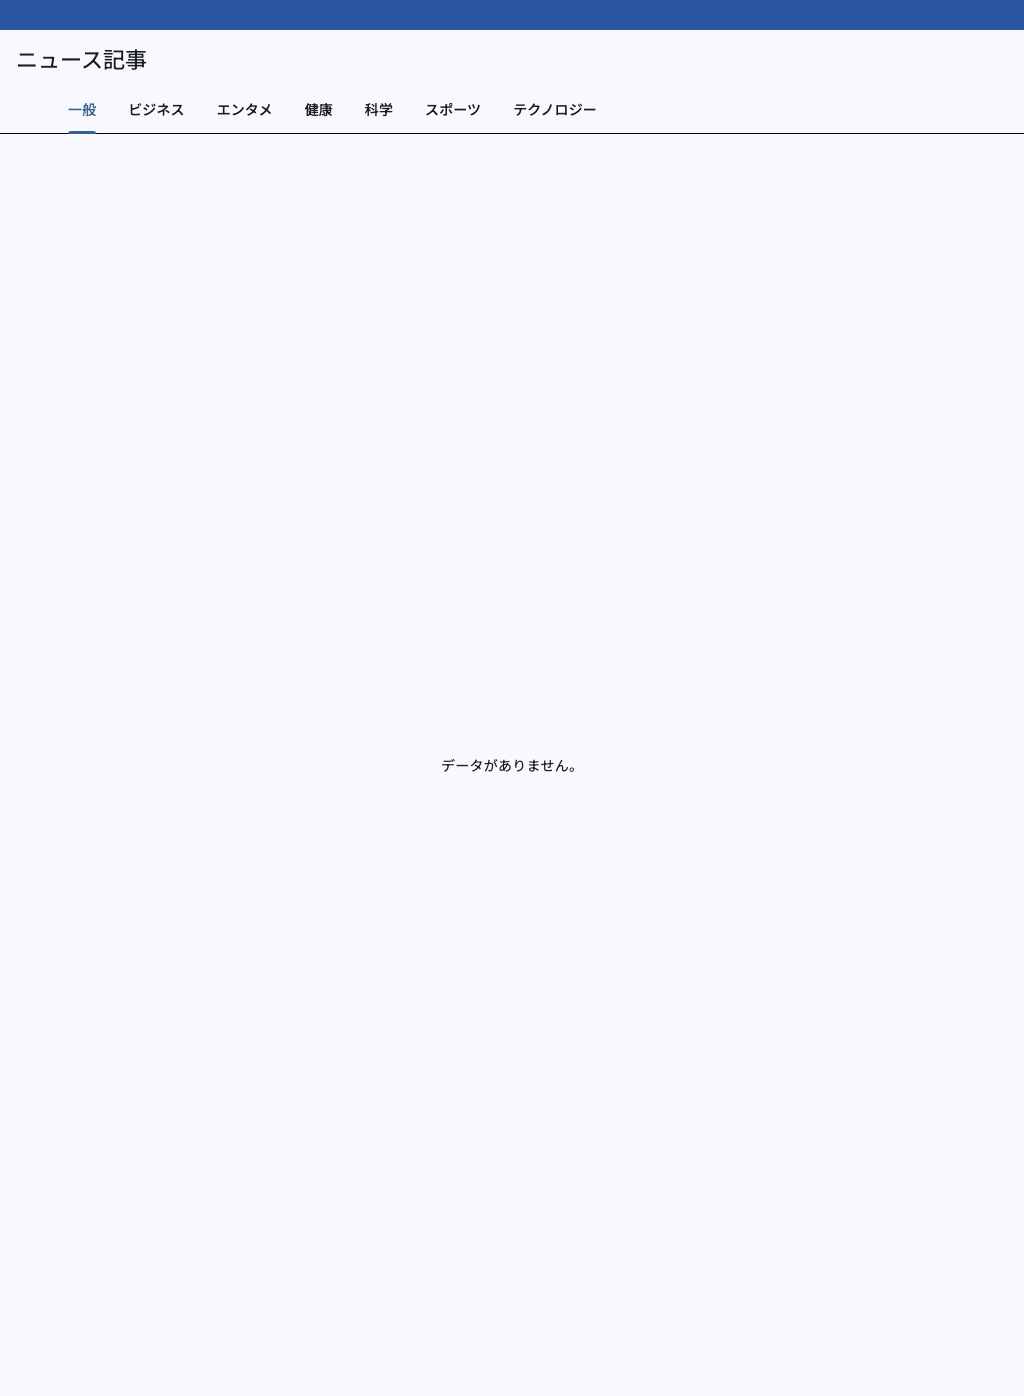 ニュース記事
一般 ビジネス エンタメ 健康 科学 スポーツ テクノロジー
データがありません。